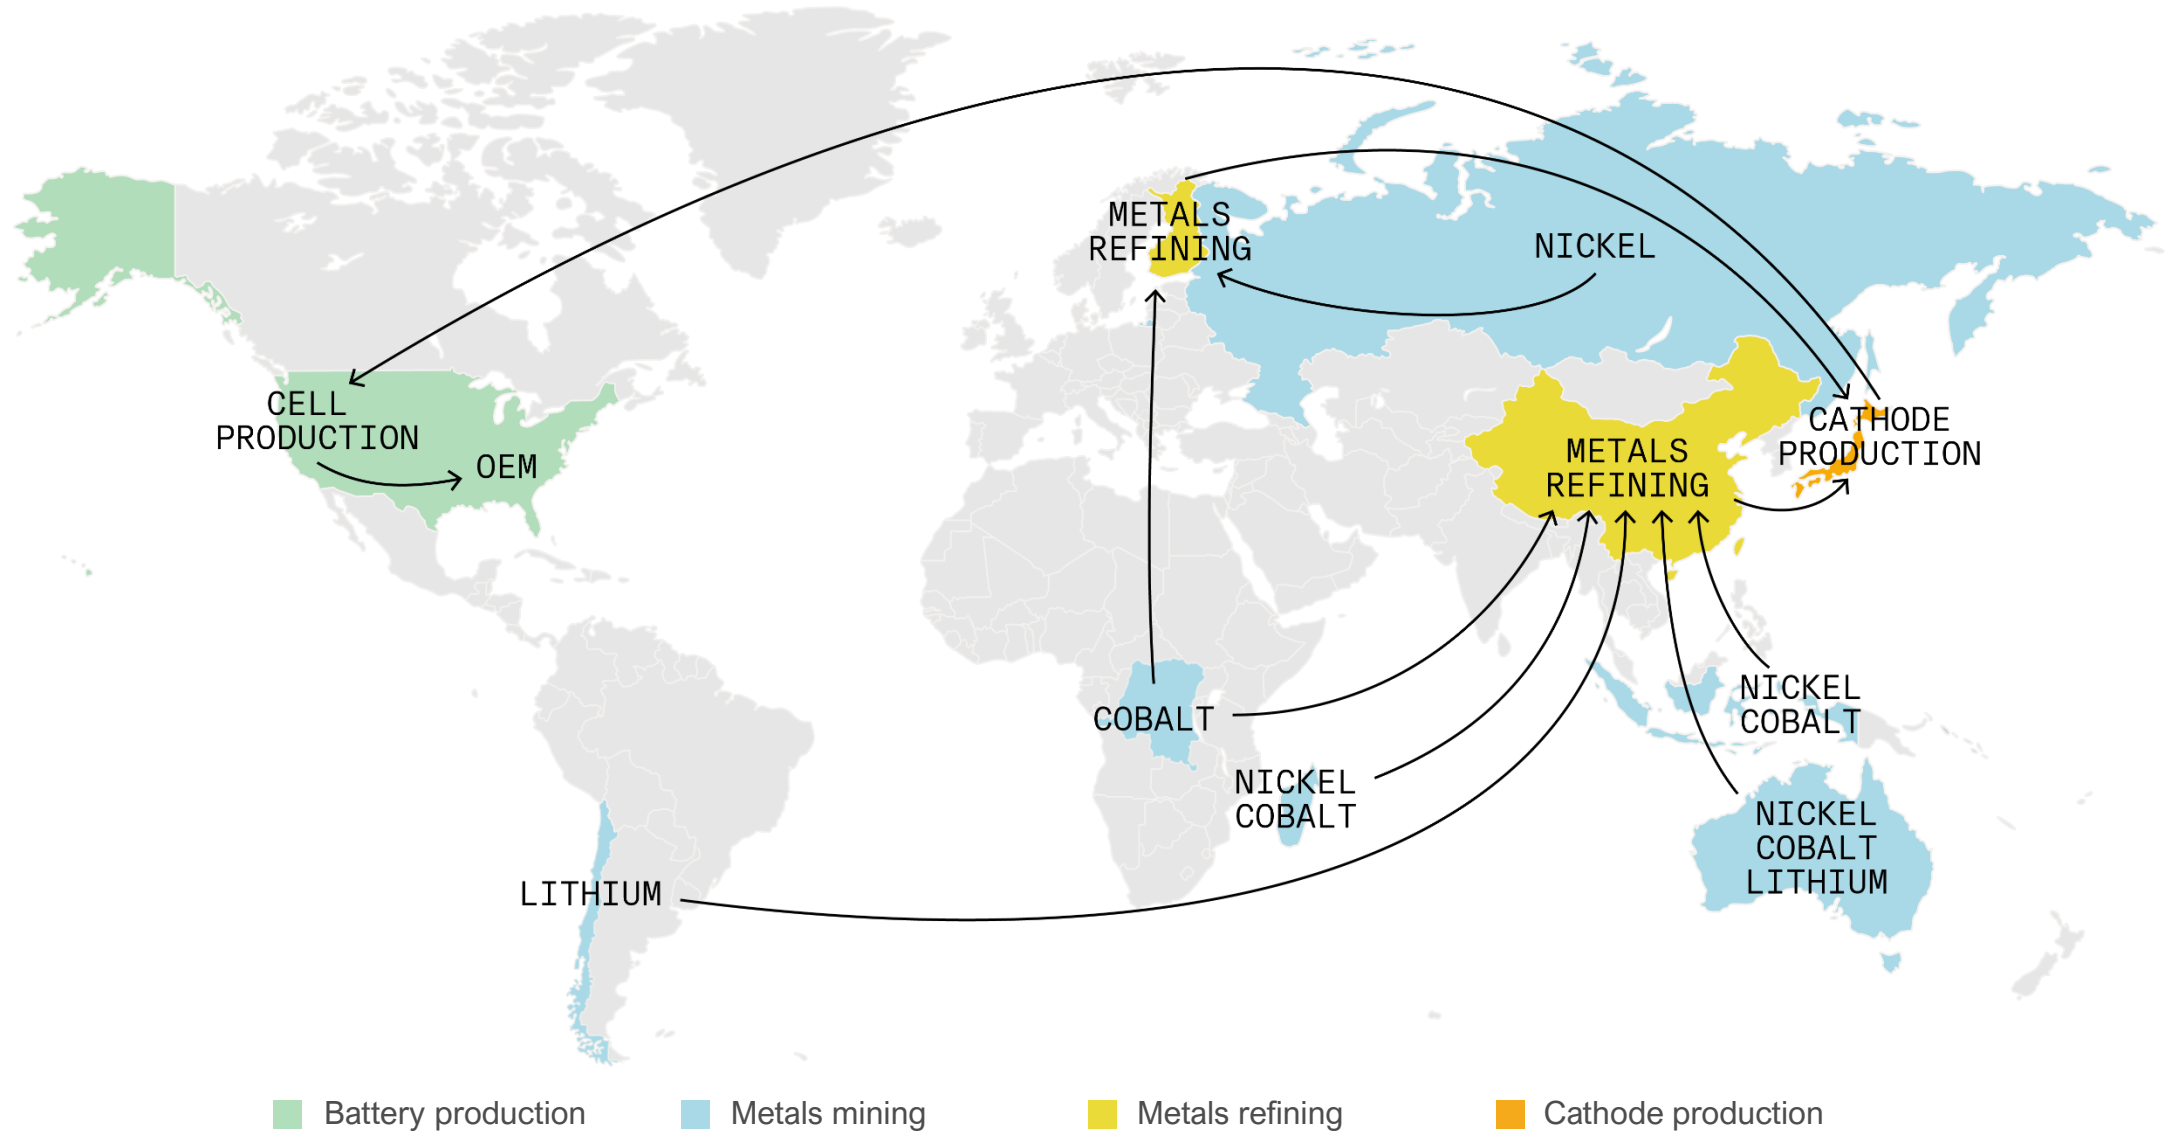 METALS
REFINING
NICKEL
CELL
PRODUCTION
OEM
CATHODE
PRODUCTION
METALS
REFINING
COBALT
NICKEL
COBALT
NICKEL
COBALT
NICKEL
COBALT
LITHIUM
LITHIUM
Battery production
Metals mining
Metals refining
Cathode production